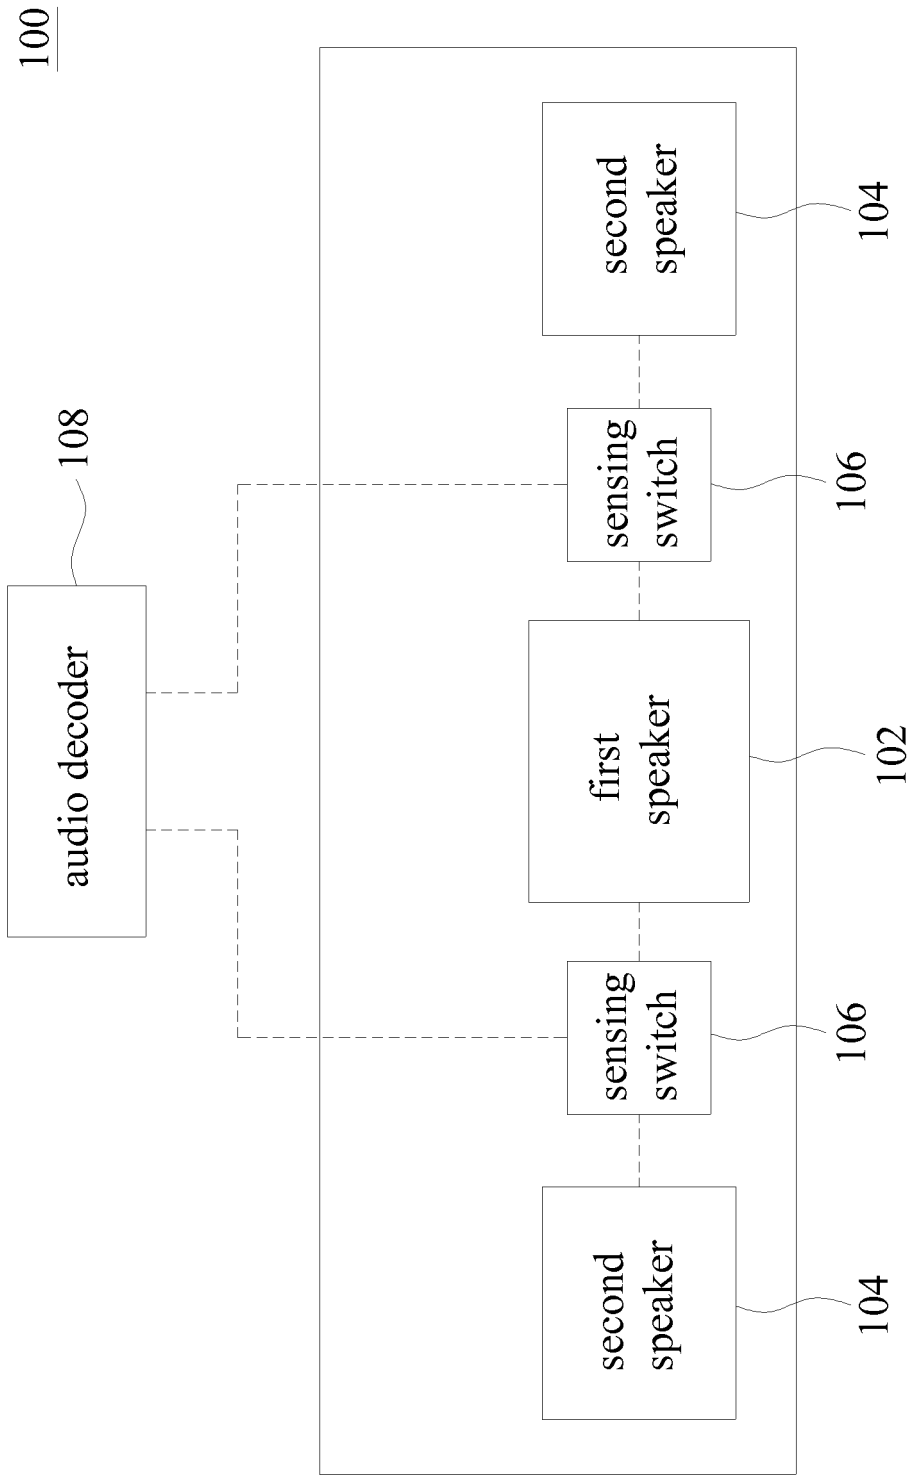 100
108
audio decoder
second
speaker
sensing
switch
first
speaker
sensing
switch
second
speaker
104
106
102
106
104